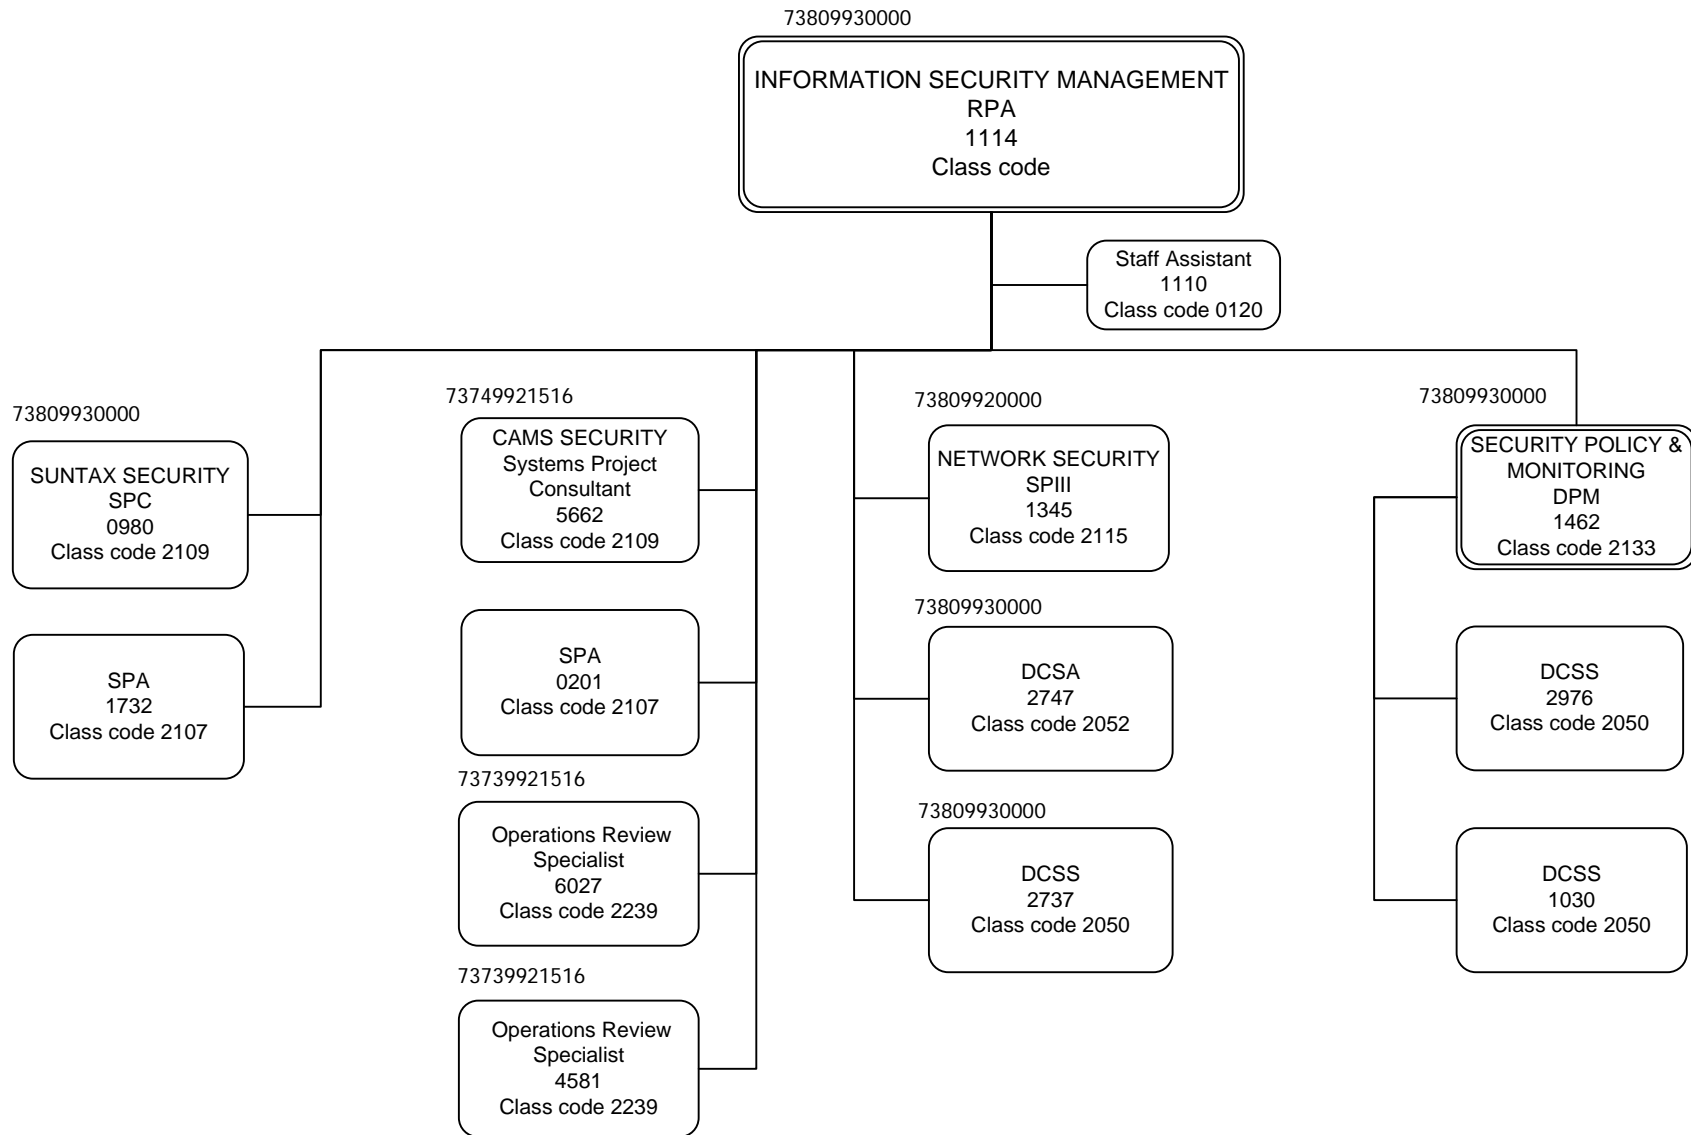 73809930000
INFORMATION SECURITY MANAGEMENT
RPA
1114
Class code
Staff Assistant
1110
Class code 0120
73809930000
SUNTAX SECURITY
SPC
0980
Class code 2109
SPA
1732
Class code 2107
73749921516
CAMS SECURITY
Systems Project
Consultant
5662
Class code 2109
SPA
0201
Class code 2107
73739921516
Operations Review
Specialist
6027
Class code 2239
73739921516
Operations Review
Specialist
4581
Class code 2239
73809920000
NETWORK SECURITY
SPIII
1345
Class code 2115
73809930000
DCSA
2747
Class code 2052
73809930000
DCSS
2737
Class code 2050
73809930000
SECURITY POLICY &
MONITORING
DPM
1462
Class code 2133
DCSS
2976
Class code 2050
DCSS
1030
Class code 2050